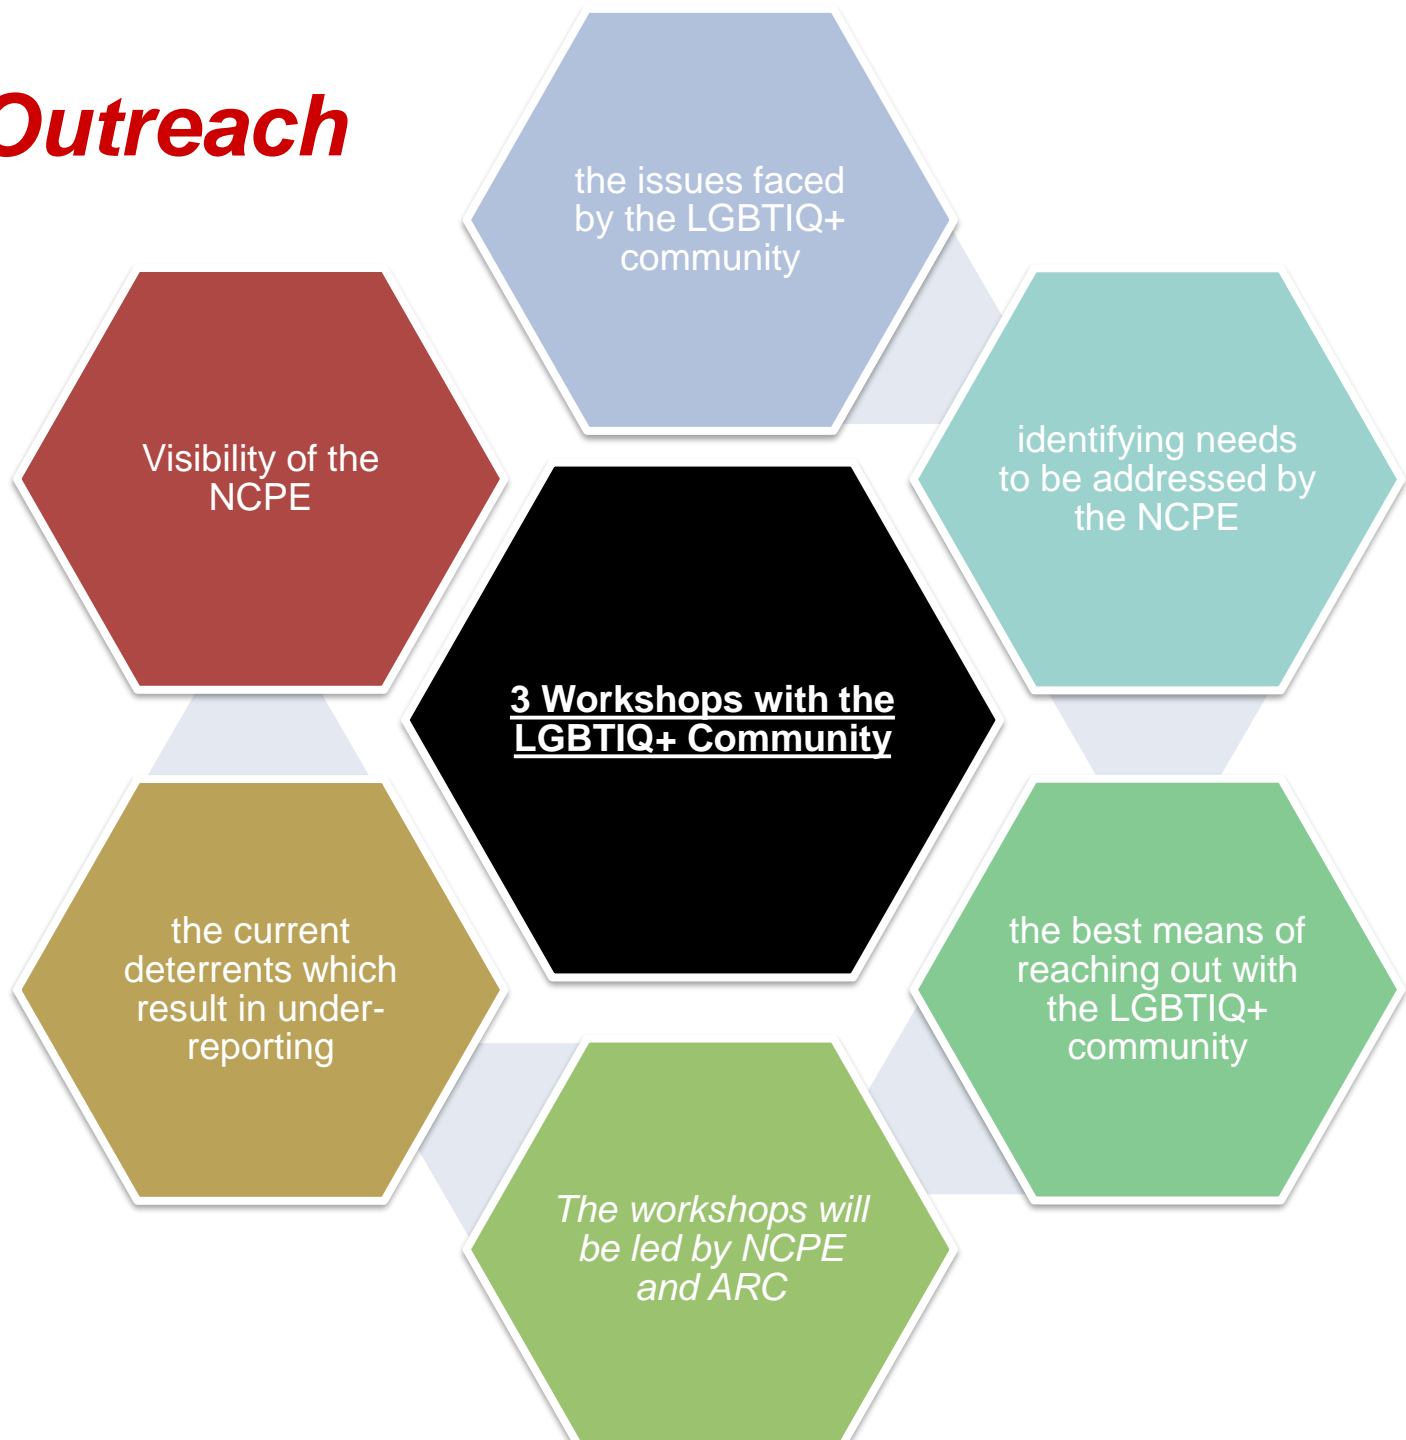 Outreach
the issues faced
by the LGBTIQ+
community
identifying needs
to be addressed by
the NCPE
the best means of
reaching out with
the LGBTIQ+
community
The workshops will
be led by NCPE
and ARC
the current
deterrents which
result in under-
reporting
Visibility of the
NCPE
3 Workshops with the
LGBTIQ+ Community